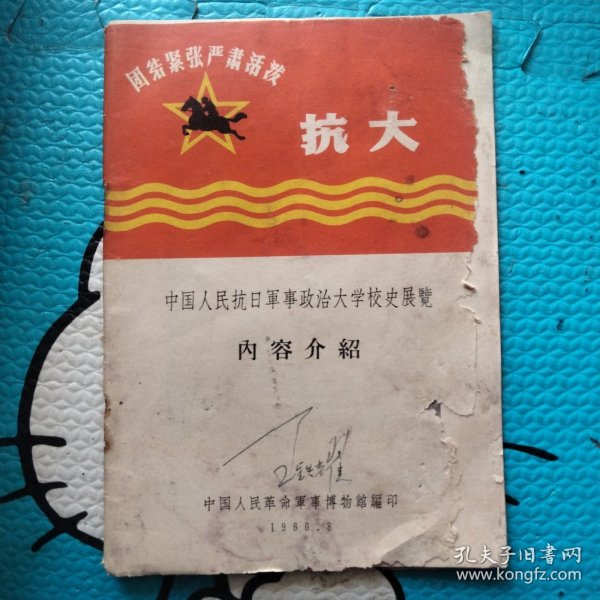 团结紧张严肃活泼
抗大
中国人民抗日軍事政治大学校史展覽
內容介紹
中国人民革命軍事博物館編印
1966.8
孔夫子旧书网
www.kongfz.com